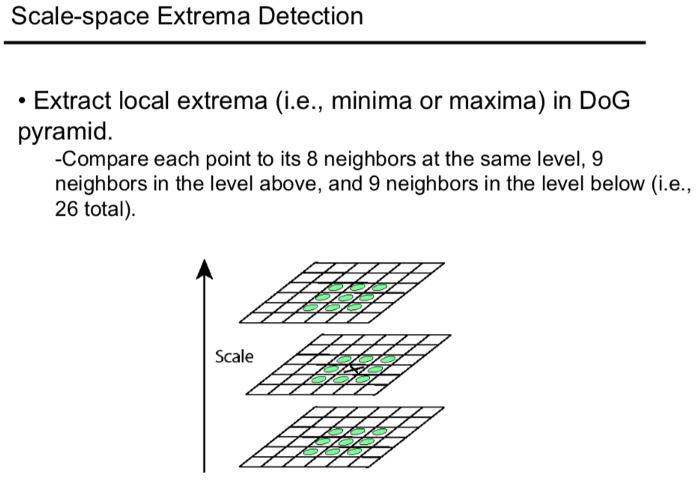 Scale-space Extrema Detection
• Extract local extrema (i.e., minima or maxima) in DoG
pyramid.
-Compare each point to its 8 neighbors at the same level, 9
neighbors in the level above, and 9 neighbors in the level below (i.e.,
26 total).
Scale